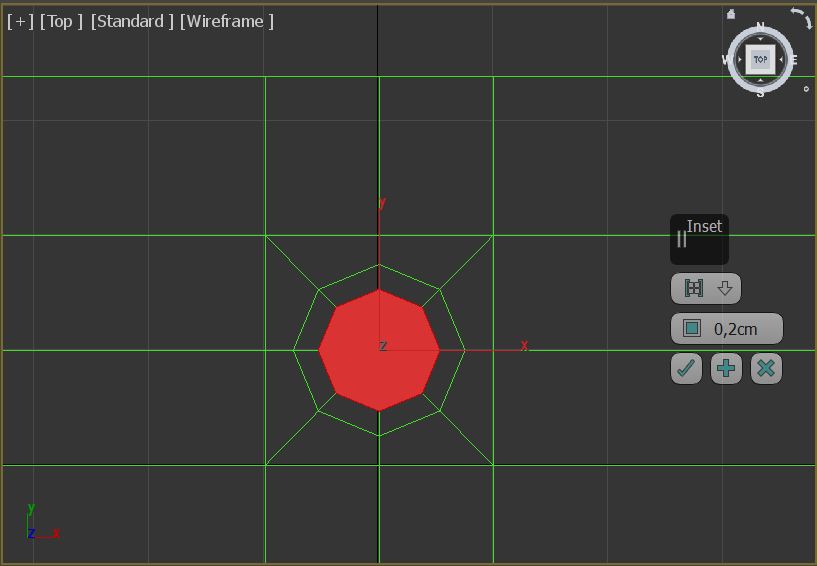 [+] [Top ] [Standard ] [Wireframe ]
N
W TOP E
S
y
Inset
0,2cm
z x
y
z x